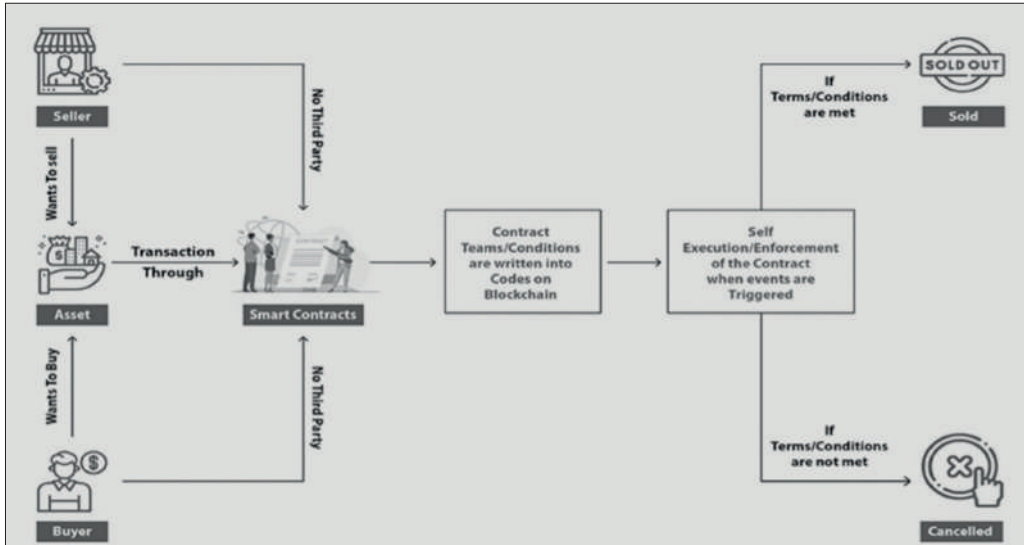 SOLD OUT
Seller
If
Terms/Conditions
are met
Sold
No Third Party
Wants To sell
Transaction
Through
Contract
Teams/Conditions
are written into
Codes on
Blockchain
Self
Execution/Enforcement
of the Contract
when events are
Triggered
Asset
Smart Contracts
Wants To Buy
No Third Party
If
Terms/Conditions
are not met
Buyer
Cancelled